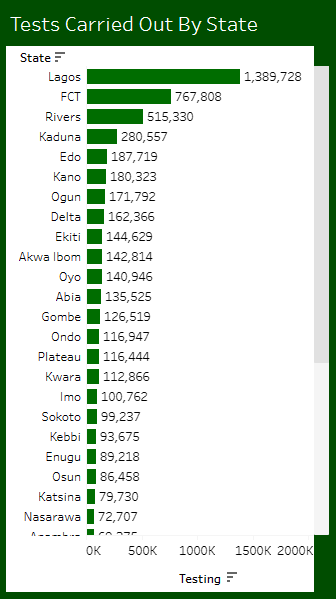 Tests Carried Out By State
State
Lagos 1,389,728
FCT 767,808
Rivers 515,330
Kaduna 280,557
Edo 187,719
Kano 180,323
Ogun 171,792
Delta 162,366
Ekiti 144,629
Akwa Ibom 142,814
Oyo 140,946
Abia 135,525
Gombe 126,519
Ondo 116,947
Plateau 116,444
Kwara 112,866
Imo 100,762
Sokoto 99,237
Kebbi 93,675
Enugu 89,218
Osun 86,458
Katsina 79,730
Nasarawa 72,707
0K 500K 1000K 1500K 2000K
Testing